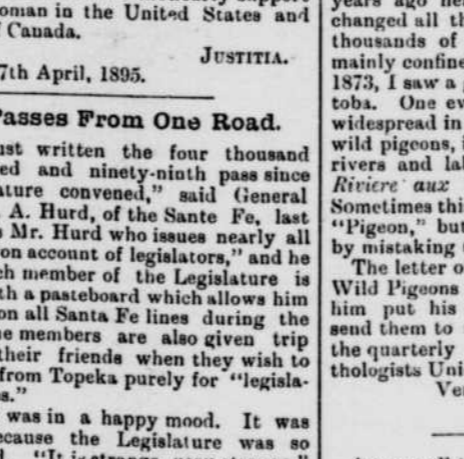 oman in the United States and
Canada.
JUSTITIA.
7th April, 1895.
Passes From One Road.
ust written the four thousand
ed and ninety-ninth pass since
ature convened," said General
A. Hurd, of the Sante Fe, last
Mr. Hurd who issues nearly all
on account of legislators," and he
ch member of the Legislature is
th a pasteboard which allows him
on all Santa Fe lines during the
e members are also given trip
their friends when they wish to
from Topeka purely for "legisla-
s."
was in a happy mood. It was
ecause the Legislature was so
years ago
changed all th
thousands of
mainly confine
1873, I saw a
toba. One ev
widespread in
wild pigeons, i
rivers and lal
Riviere aux
Sometimes thi
"Pigeon," but
by mistaking
The letter o
Wild Pigeons
him put his
send them to
the quarterly
thologists Uni
Ve